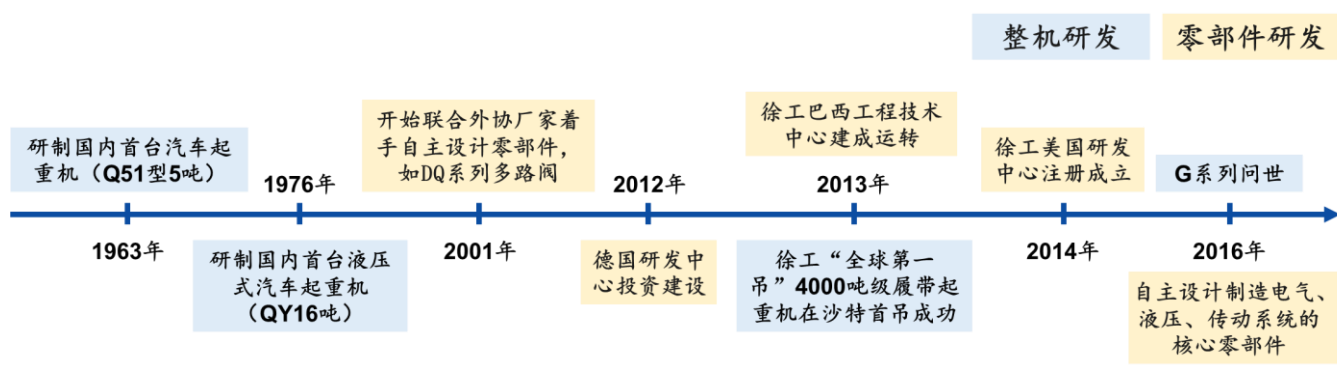 整机研发
零部件研发
研制国内首台汽车起
重机（Q51型5吨）
1963年
1976年
研制国内首台液压
式汽车起重机
（QY16吨）
开始联合外协厂家着
手自主设计零部件，
如DQ系列多路阀
2001年
2012年
德国研发中
心投资建设
徐工巴西工程技术
中心建成运转
2013年
徐工“全球第一
吊”4000吨级履带起
重机在沙特首吊成功
徐工美国研发
中心注册成立
2014年
G系列问世
2016年
自主设计制造电气、
液压、传动系统的
核心零部件